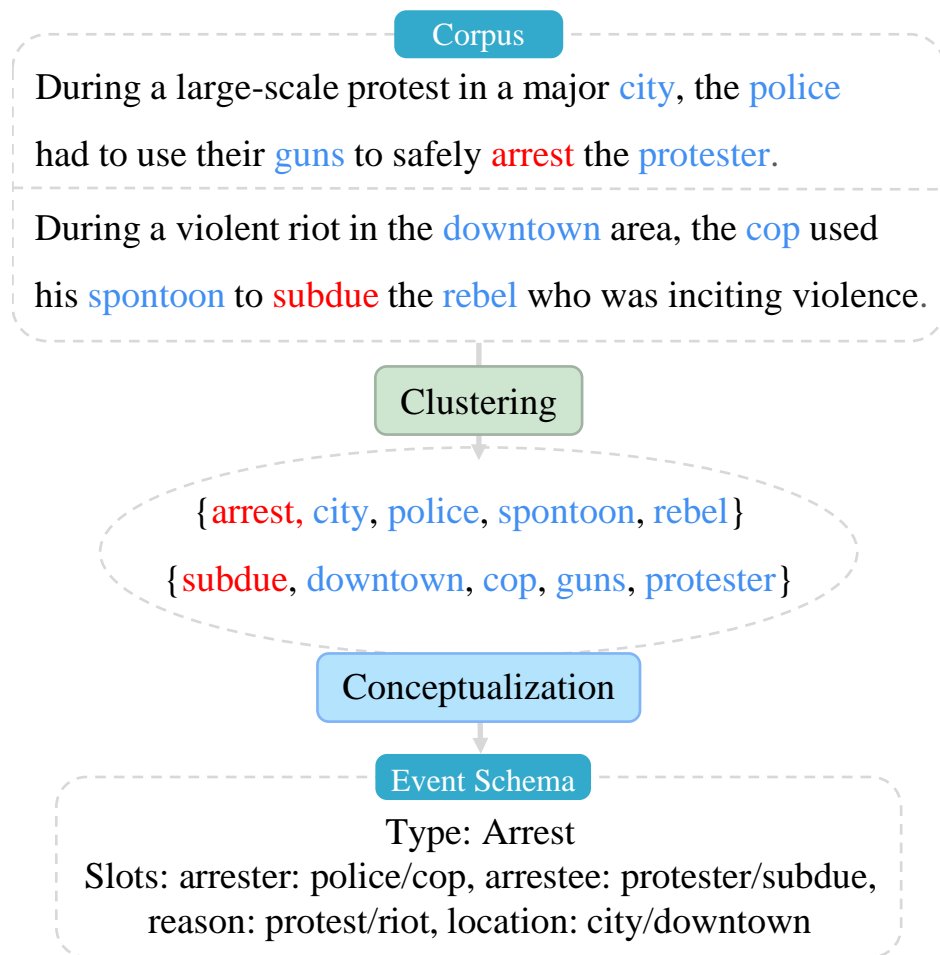 Corpus
During a large-scale protest in a major city, the police
had to use their guns to safely arrest the protester.
During a violent riot in the downtown area, the cop used
his spontoon to subdue the rebel who was inciting violence.
Clustering
{arrest, city, police, spontoon, rebel}
{subdue, downtown, cop, guns, protester}
Conceptualization
Event Schema
Type: Arrest
Slots: arrester: police/cop, arrestee: protester/subdue,
reason: protest/riot, location: city/downtown